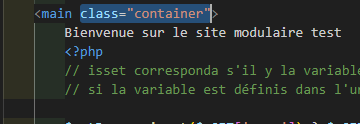 <main class="container">
Bienvenue sur le site modulaire test
<?php
// isset corresponda s'il y la variable
// si la variable est définis dans l'ur